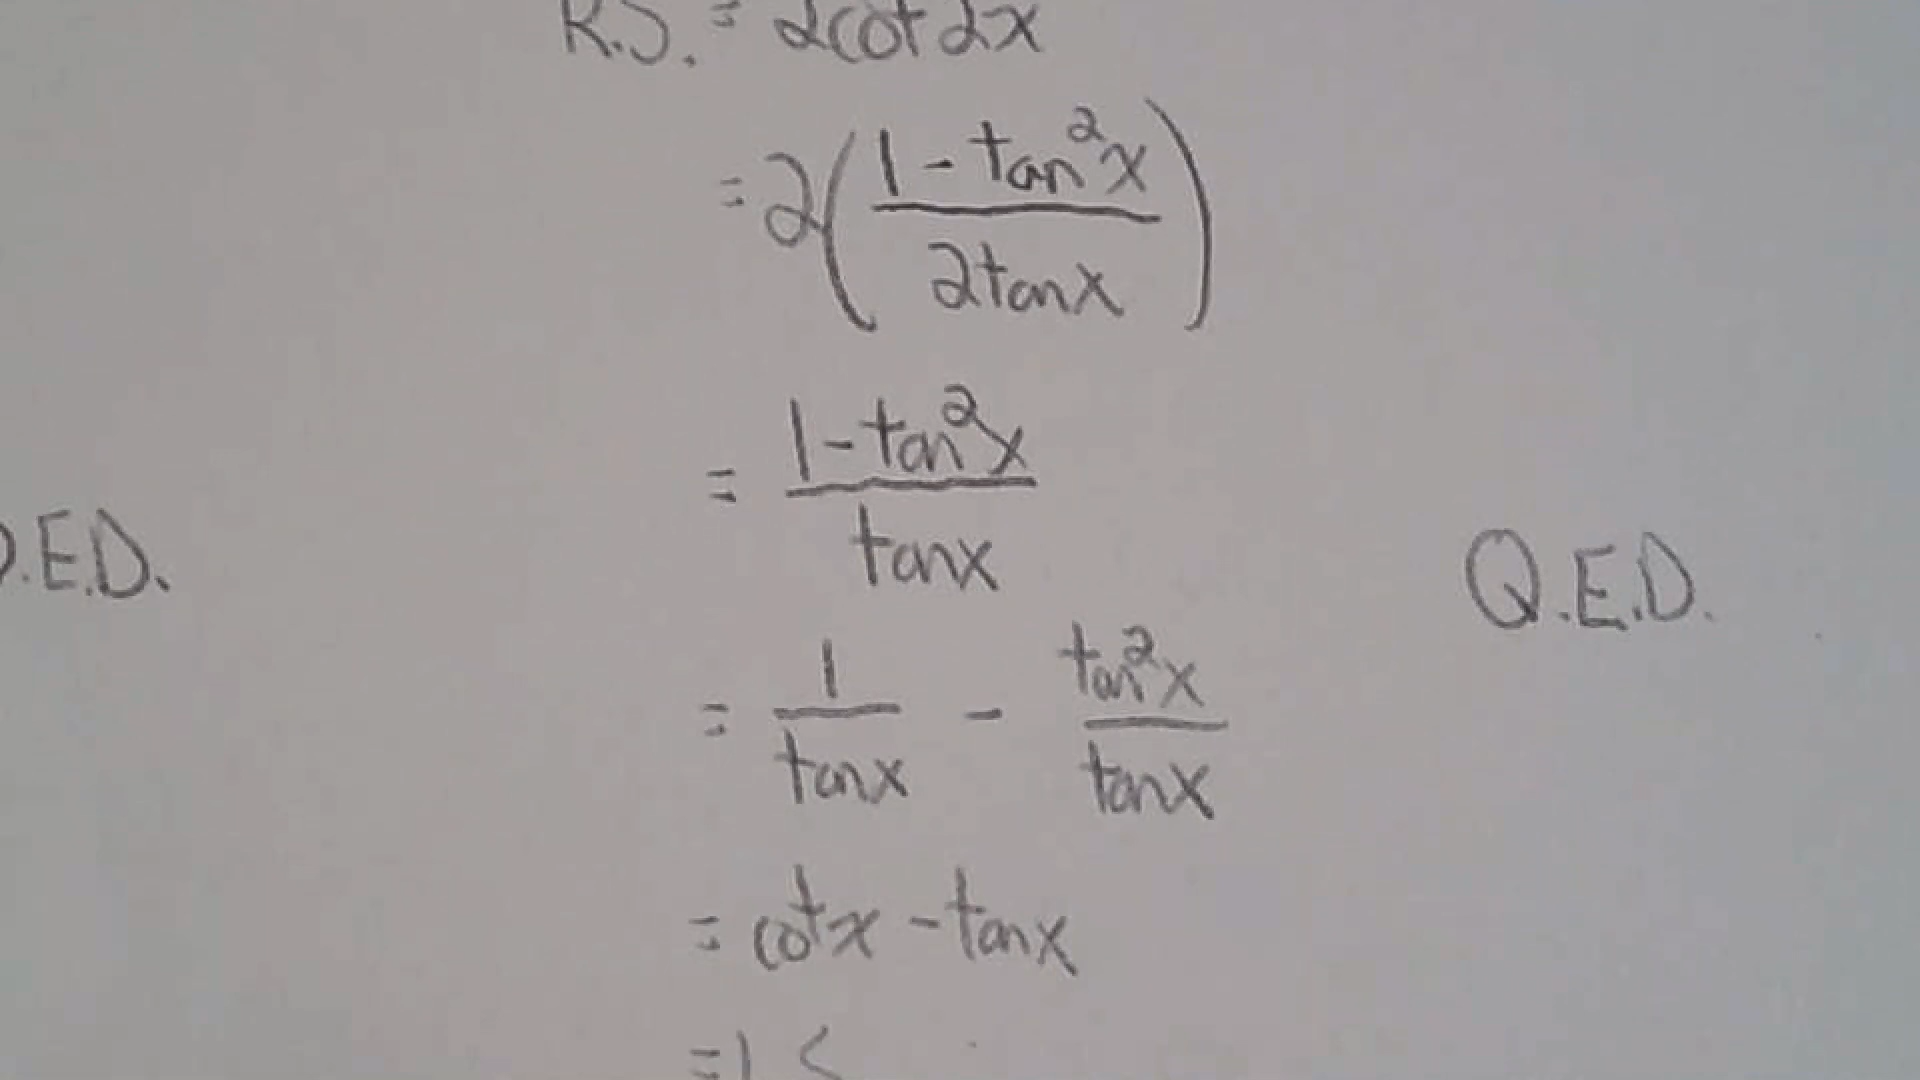 R.S. = 2cot2x
= 2(1 - tan²x / 2tanx)
= 1 - tan²x / tanx
.E.D.
Q.E.D.
= 1 / tanx - tan²x / tanx
= cotx - tanx